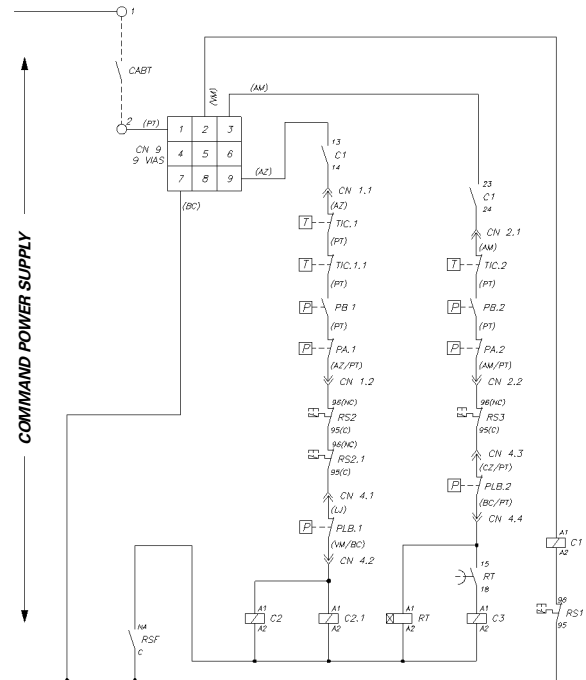 1
CABT
2
(PT)
(VM)
(AM)
1 2 3
4 5 6
7 8 9
CN 9
9 VIAS
(AZ)
(BC)
COMMAND POWER SUPPLY
13
C1
14
CN 1.1
(AZ)
T TIC.1
(PT)
T TIC.1.1
(PT)
P PB 1
(PT)
P PA.1
(AZ/PT)
CN 1.2
96(NC)
RS2
95(C)
96(NC)
RS2.1
95(C)
CN 4.1
(LJ)
P PLB.1
(VM/BC)
CN 4.2
23
C1
24
CN 2.1
(AM)
T TIC.2
(PT)
P PB.2
(PT)
P PA.2
(AM/PT)
CN 2.2
96(NC)
RS3
95(C)
CN 4.3
(CZ/PT)
P PLB.2
(BC/PT)
CN 4.4
15
RT
18
A1
C2
A2
A1
C2.1
A2
A1
RT
A2
A1
C3
A2
A1
C1
A2
96
RS1
95
NA
RSF
C